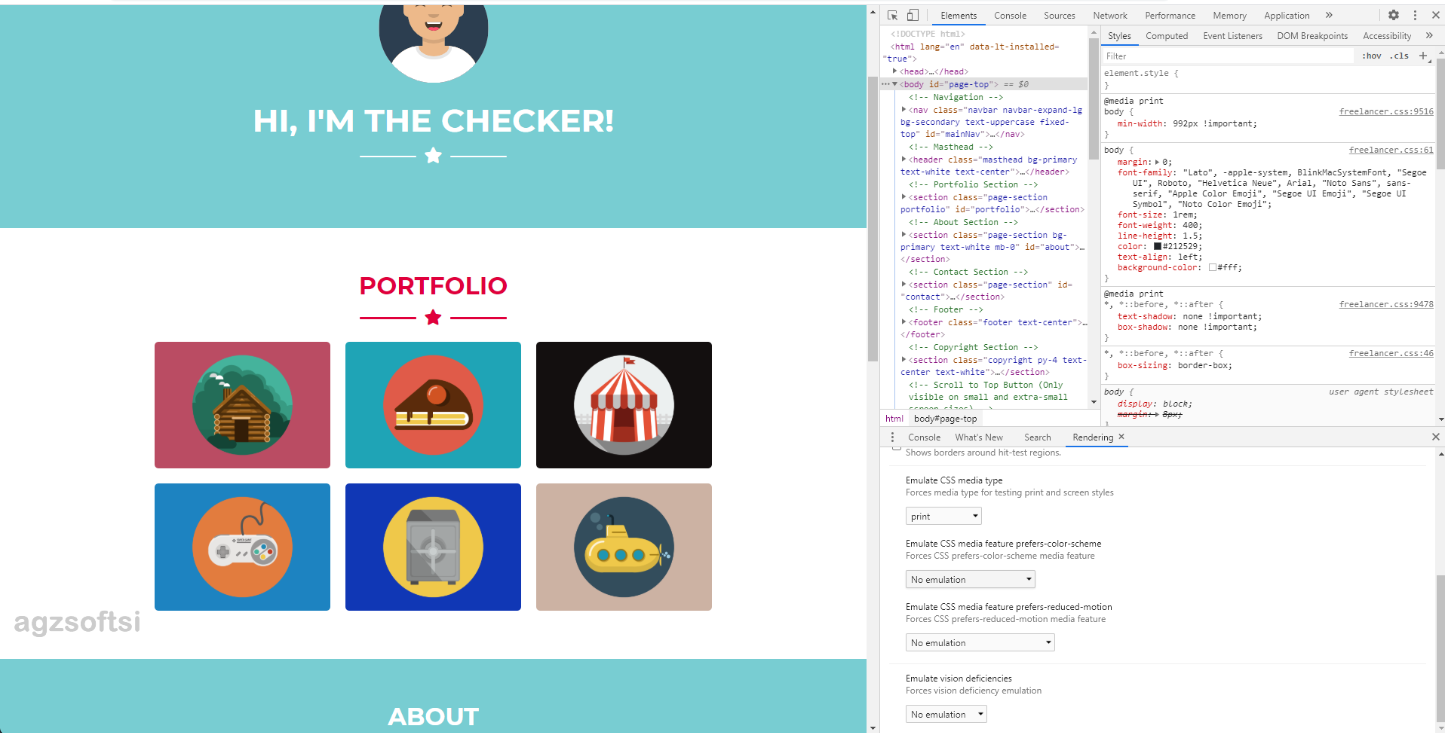 HI, I'M THE CHECKER!
PORTFOLIO
agzsoftsi
ABOUT
Elements Console Sources Network Performance Memory Application »
<!DOCTYPE html>
<html lang="en" data-lt-installed=
"true">
<head>…</head>
<body id="page-top"> == $0
<!-- Navigation -->
<nav class="navbar navbar-expand-lg
bg-secondary text-uppercase fixed-
top" id="mainNav">…</nav>
<!-- Masthead -->
<header class="masthead bg-primary
text-white text-center">…</header>
<!-- Portfolio Section -->
<section class="page-section
portfolio" id="portfolio">…</section>
<!-- About Section -->
<section class="page-section bg-
primary text-white mb-0" id="about">…
</section>
<!-- Contact Section -->
<section class="page-section" id=
"contact">…</section>
<!-- Footer -->
<footer class="footer text-center">…
</footer>
<!-- Copyright Section -->
<section class="copyright py-4 text-
center text-white">…</section>
<!-- Scroll to Top Button (Only
visible on small and extra-small
screen sizes) -->
html body#page-top
Styles Computed Event Listeners DOM Breakpoints Accessibility »
Filter :hov .cls +
element.style {
}
@media print
body { freelancer.css:9516
min-width: 992px !important;
}
body { freelancer.css:61
margin: 0;
font-family: "Lato", -apple-system, BlinkMacSystemFont, "Segoe
UI", Roboto, "Helvetica Neue", Arial, "Noto Sans", sans-
serif, "Apple Color Emoji", "Segoe UI Emoji", "Segoe UI
Symbol", "Noto Color Emoji";
font-size: 1rem;
font-weight: 400;
line-height: 1.5;
color: #212529;
text-align: left;
background-color: #fff;
}
@media print
*, *::before, *::after { freelancer.css:9478
text-shadow: none !important;
box-shadow: none !important;
}
*, *::before, *::after { freelancer.css:46
box-sizing: border-box;
}
body { user agent stylesheet
display: block;
margin: 8px;
Console What's New Search Rendering
Shows borders around hit-test regions.
Emulate CSS media type
Forces media type for testing print and screen styles
print
Emulate CSS media feature prefers-color-scheme
Forces CSS prefers-color-scheme media feature
No emulation
Emulate CSS media feature prefers-reduced-motion
Forces CSS prefers-reduced-motion media feature
No emulation
Emulate vision deficiencies
Forces vision deficiency emulation
No emulation